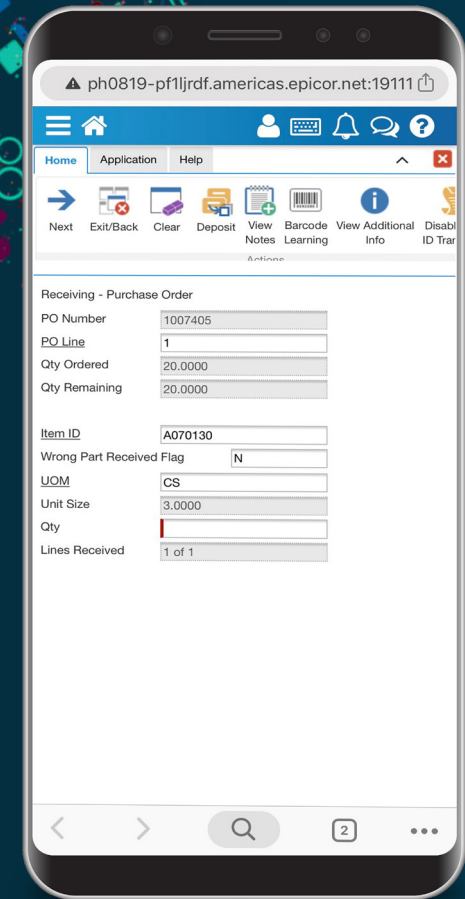 ph0819-pf1ljrdf.americas.epicor.net:19111
Home Application Help
Next Exit/Back Clear Deposit View Notes Barcode Learning View Additional Info Disabl ID Tran
Actions
Receiving - Purchase Order
PO Number 1007405
PO Line 1
Qty Ordered 20.0000
Qty Remaining 20.0000
Item ID A070130
Wrong Part Received Flag N
UOM CS
Unit Size 3.0000
Qty
Lines Received 1 of 1
2